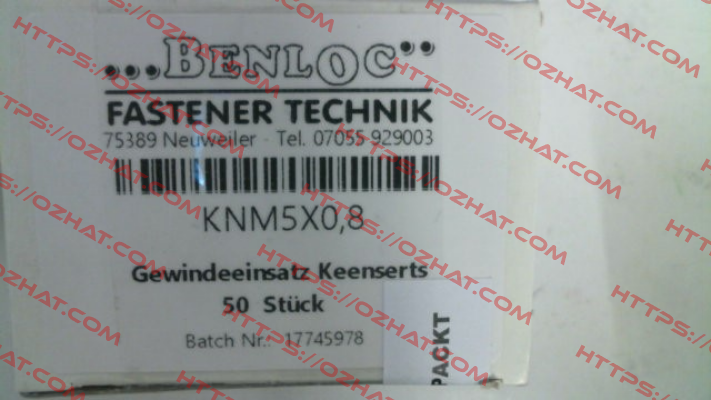 ...BENLOC..
FASTENER TECHNIK
75389 Neuweiler - Tel. 07055 929003
KNM5X0,8
Gewindeeinsatz Keenserts
50 Stück
Batch Nr.: 17745978
PACKT
HTTPS://OZHAT.COM